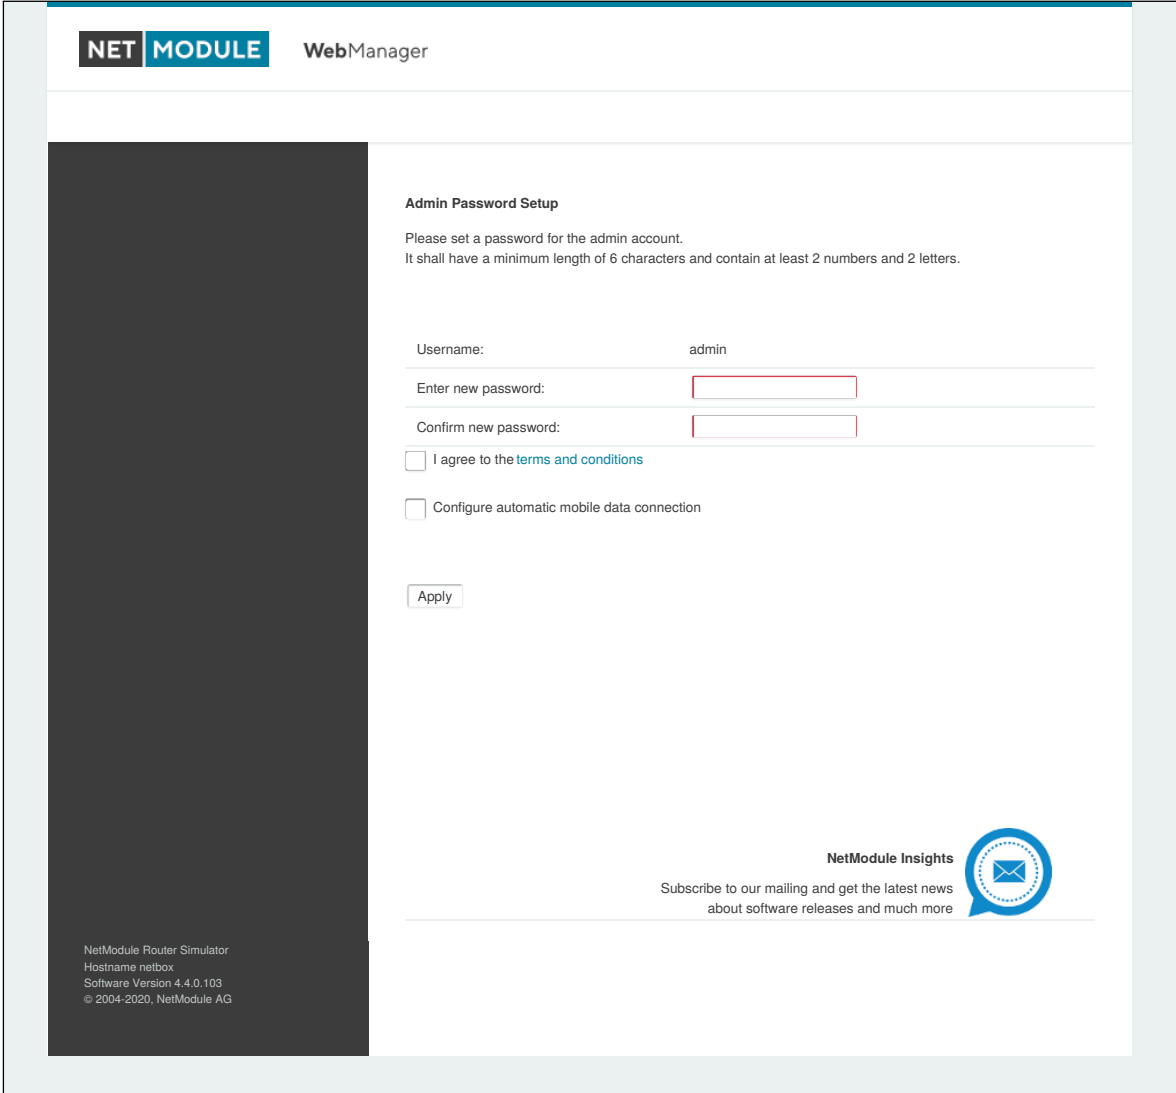 NET MODULE WebManager
Admin Password Setup
Please set a password for the admin account.
It shall have a minimum length of 6 characters and contain at least 2 numbers and 2 letters.
Username: admin
Enter new password:
Confirm new password:
I agree to the terms and conditions
Configure automatic mobile data connection
Apply
NetModule Insights
Subscribe to our mailing and get the latest news
about software releases and much more
NetModule Router Simulator
Hostname netbox
Software Version 4.4.0.103
© 2004-2020, NetModule AG